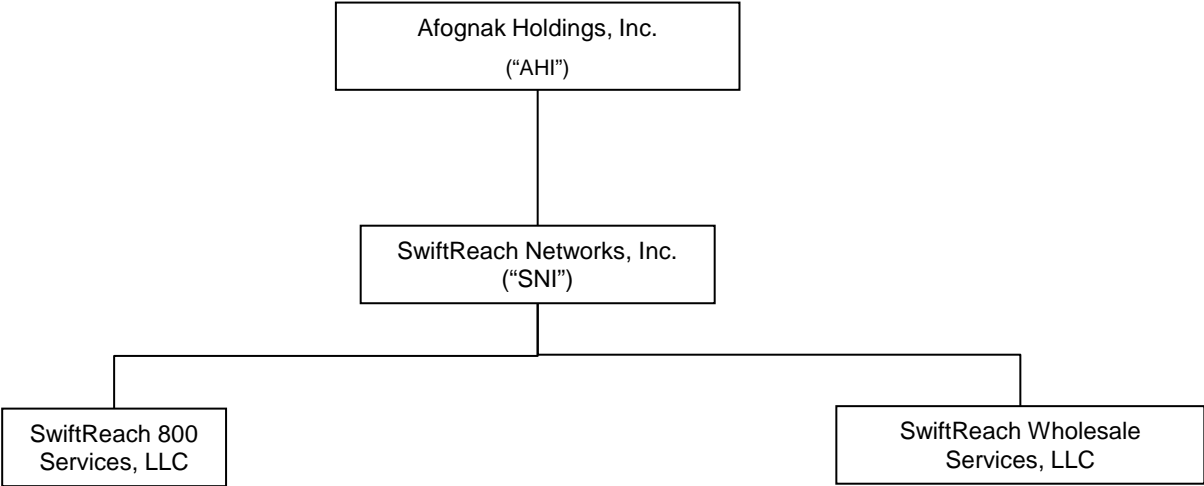 Afognak Holdings, Inc.
(“AHI”)
SwiftReach Networks, Inc.
(“SNI”)
SwiftReach 800
Services, LLC
SwiftReach Wholesale
Services, LLC